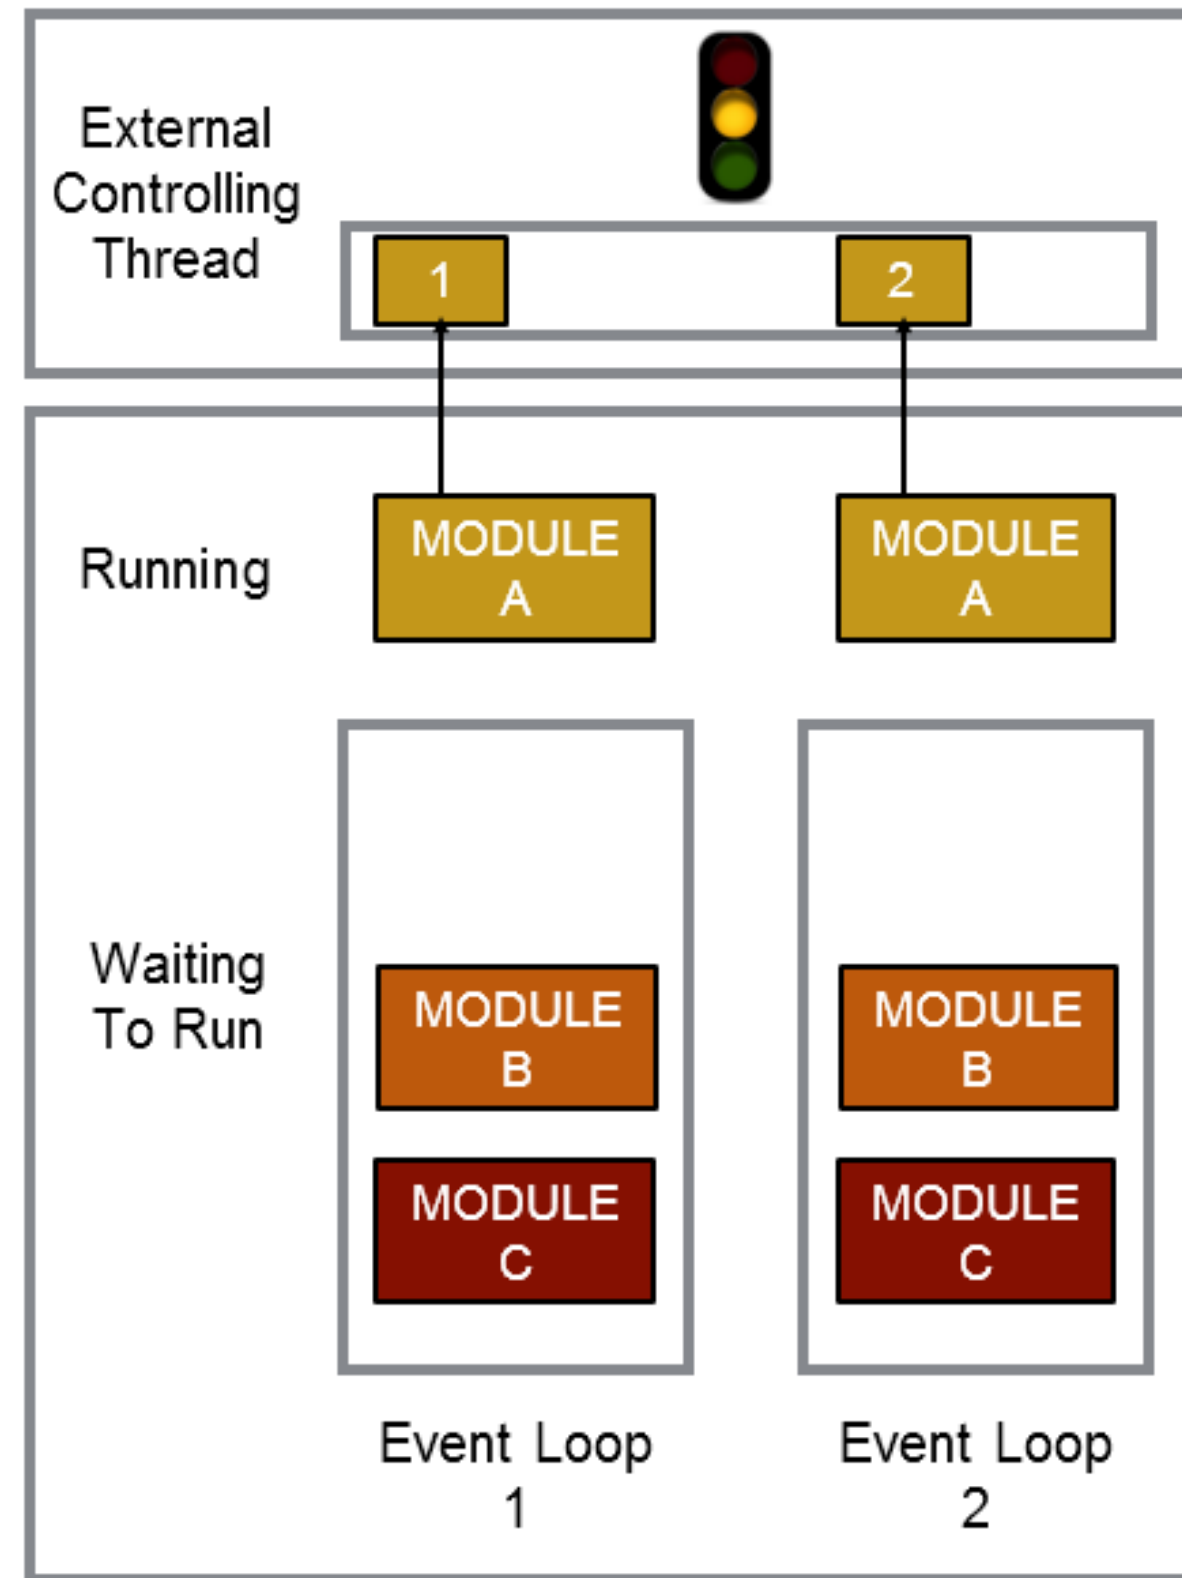 External
Controlling
Thread
1
2
Running
MODULE
A
MODULE
A
Waiting
To Run
MODULE
B
MODULE
B
MODULE
C
MODULE
C
Event Loop
1
Event Loop
2